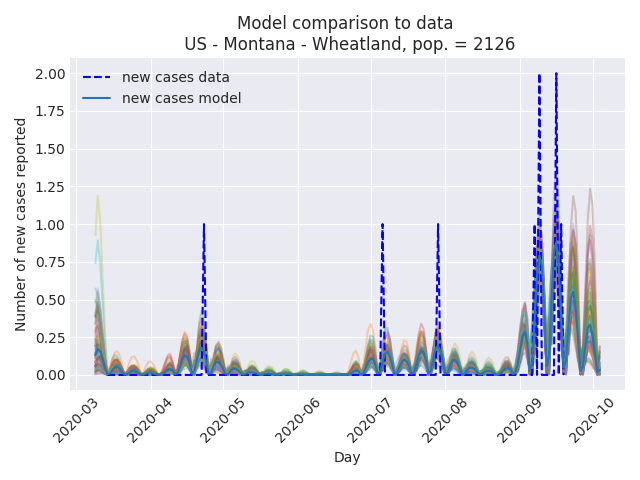 Model comparison to data
US - Montana - Wheatland, pop. = 2126
new cases data
new cases model
Number of new cases reported
2.00
1.75
1.50
1.25
1.00
0.75
0.50
0.25
0.00
2020-03
2020-04
2020-05
2020-06
2020-07
2020-08
2020-09
2020-10
Day